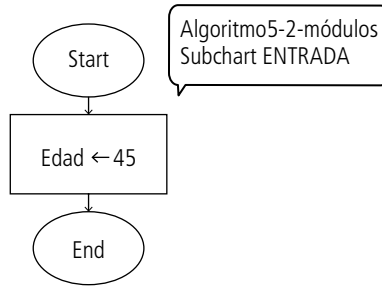 Algoritmo5-2-módulos
Subchart ENTRADA
Start
Edad ←45
End